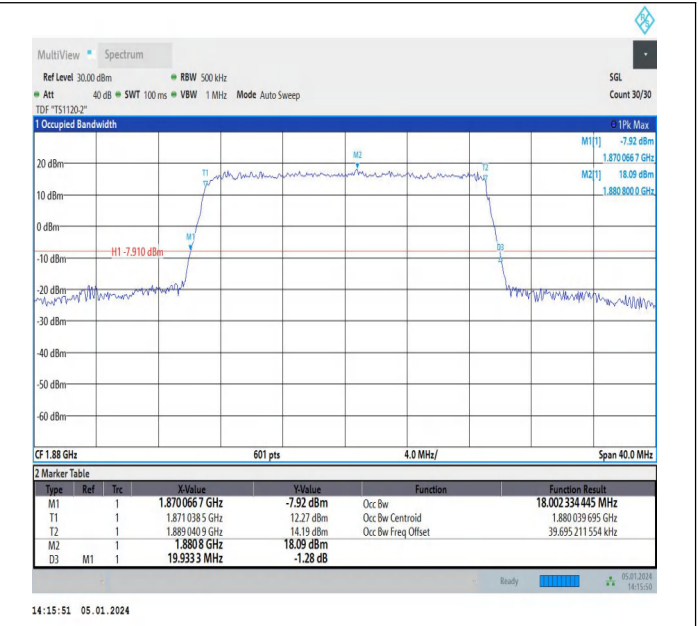 MultiView Spectrum
Ref Level 30.00 dBm RBW 500 kHz SGL
Att 40 dB SWT 100 ms VBW 1 MHz Mode Auto Sweep Count 30/30
TDF "TS1120-2"
1 Occupied Bandwidth 1Pk Max
M1[1] -7.92 dBm
1.870 066 7 GHz
M2[1] 18.09 dBm
1.880 800 0 GHz
M2
T1
T2
20 dBm
10 dBm
0 dBm
M1
H1 -7.910 dBm
D3
-10 dBm
-20 dBm
-30 dBm
-40 dBm
-50 dBm
-60 dBm
CF 1.88 GHz 601 pts 4.0 MHz/ Span 40.0 MHz
2 Marker Table
Type Ref Trc X-Value Y-Value Function Function Result
M1 1 1.870 066 7 GHz -7.92 dBm Occ Bw 18.002 334 445 MHz
T1 1 1.871 038 5 GHz 12.27 dBm Occ Bw Centroid 1.880 039 695 GHz
T2 1 1.889 040 9 GHz 14.19 dBm Occ Bw Freq Offset 39.695 211 554 kHz
M2 1 1.880 8 GHz 18.09 dBm
D3 M1 1 19.933 3 MHz -1.28 dB
Ready 05.01.2024
14:15:50
14:15:51 05.01.2024